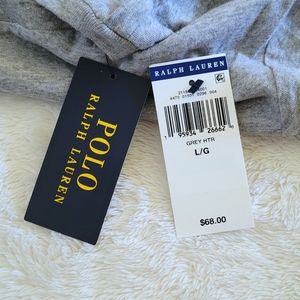 POLO
RALPH LAUREN
RALPH LAUREN
GREY HTR
L/G
$68.00